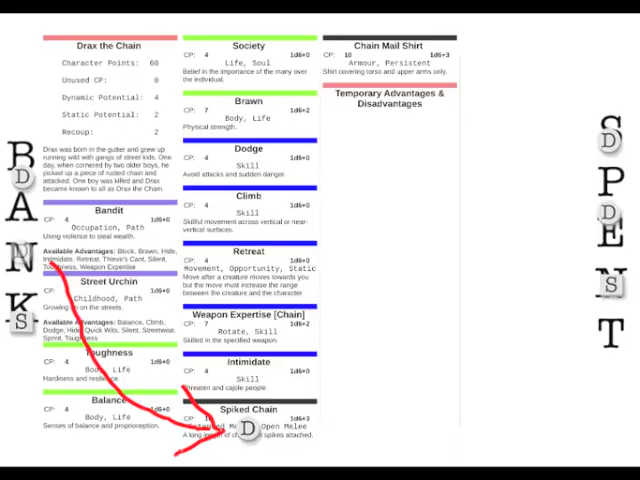 Drax the Chain
Character Points: 60
Unused CP: 0
Dynamic Potential: 4
Static Potential: 2
Recoup: 2
Drax was born in the gutter and grew up
running wild with gangs of street kids. One
day, when cornered by two older boys, he
picked up a piece of rusted chain and
attacked. One boy was killed and Drax
became known to all as Drax the Chain.
Bandit
CP: 4 1d6+0
Occupation, Path
Using violence to steal wealth.
Available Advantages: Block, Brawn, Hide,
Intimidate, Retreat, Thieve's Cant, Silent,
Toughness, Weapon Expertise
Street Urchin
CP: 4 1d6+0
Childhood, Path
Growing on the streets.
Available Advantages: Balance, Climb,
Dodge, Hide, Quick Wits, Silent, Streetwise,
Sprint, Toughness
Toughness
CP: 4 1d6+0
Body, Life
Hardiness and resilience.
Balance
CP: 4 1d6+0
Body, Life
Senses of balance and proprioception.
Society
CP: 4 1d6+0
Life, Soul
Belief in the importance of the many over
the individual.
Brawn
CP: 7 1d6+2
Body, Life
Physical strength.
Dodge
CP: 4 1d6+0
Skill
Avoid attacks and sudden danger.
Climb
CP: 4 1d6+0
Skill
Skillful movement across vertical or near-
vertical surfaces.
Retreat
CP: 4 1d6+0
Movement, Opportunity, Static
Move after a creature moves towards you
but the move must increase the range
between the creature and the character.
Weapon Expertise [Chain]
CP: 7 1d6+2
Rotate, Skill
Skilled in the specified weapon.
Intimidate
CP: 4 1d6+0
Skill
Threaten and cajole people.
Spiked Chain
CP: 1d6+3
Open Melee
A long spikes attached.
D
Chain Mail Shirt
CP: 10 1d6+3
Armour, Persistent
Shirt covering torso and upper arms only.
Temporary Advantages &
Disadvantages
BANK
D
D
S
SPENT
D
D
S